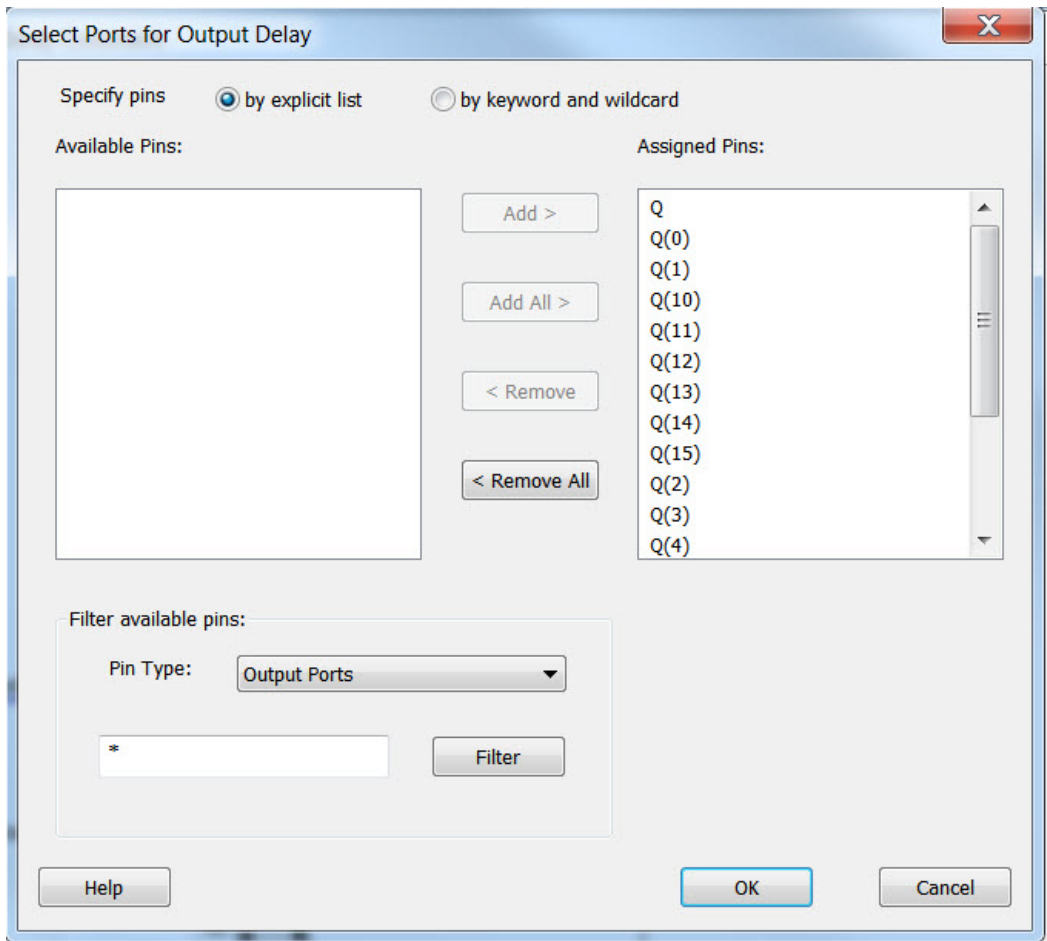 Select Ports for Output Delay
X
Specify pins by explicit list by keyword and wildcard
Available Pins: Assigned Pins:
Add >
Add All >
< Remove
< Remove All
Q
Q(0)
Q(1)
Q(10)
Q(11)
Q(12)
Q(13)
Q(14)
Q(15)
Q(2)
Q(3)
Q(4)
Filter available pins:
Pin Type: Output Ports
* Filter
Help OK Cancel